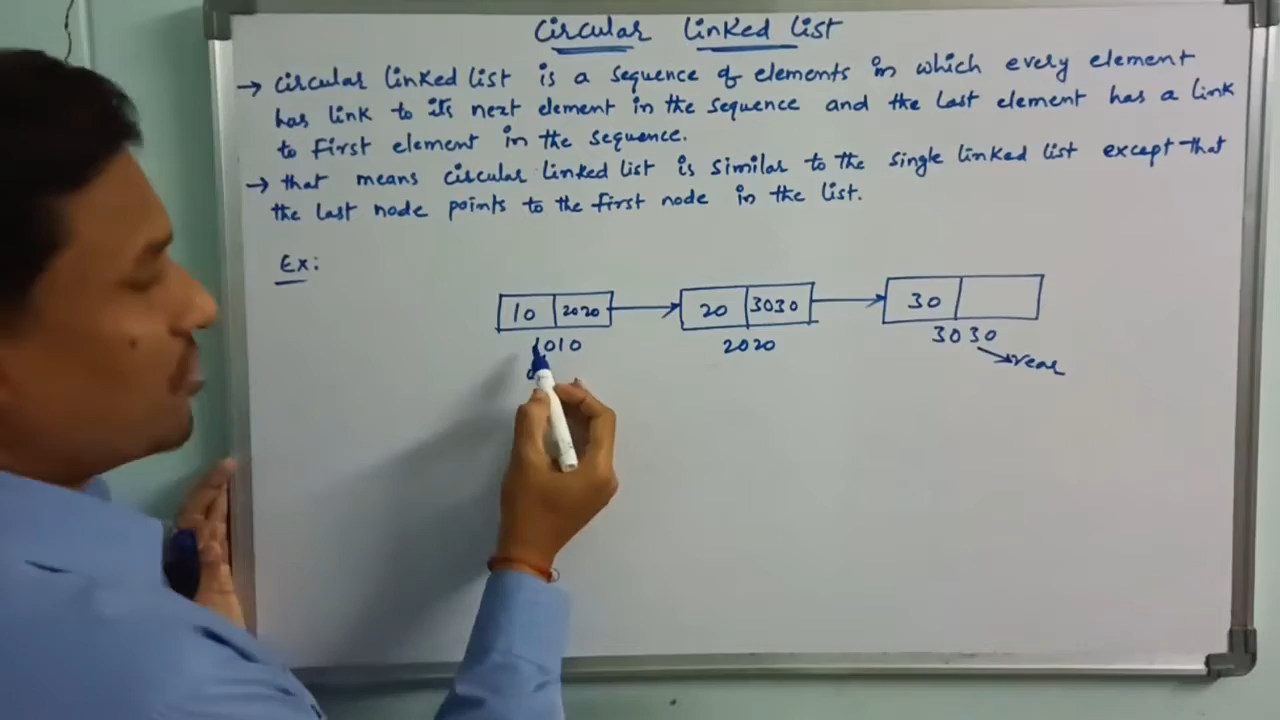 Circular Linked List
→ Circular linked list is a sequence of elements in which every element
has link to its next element in the sequence and the last element has a link
to first element in the sequence.
→ that means circular linked list is similar to the single linked list except that
the last node points to the first node in the list.
Ex:
10 2020 → 20 3030 → 30
1010 2020 3030
rear